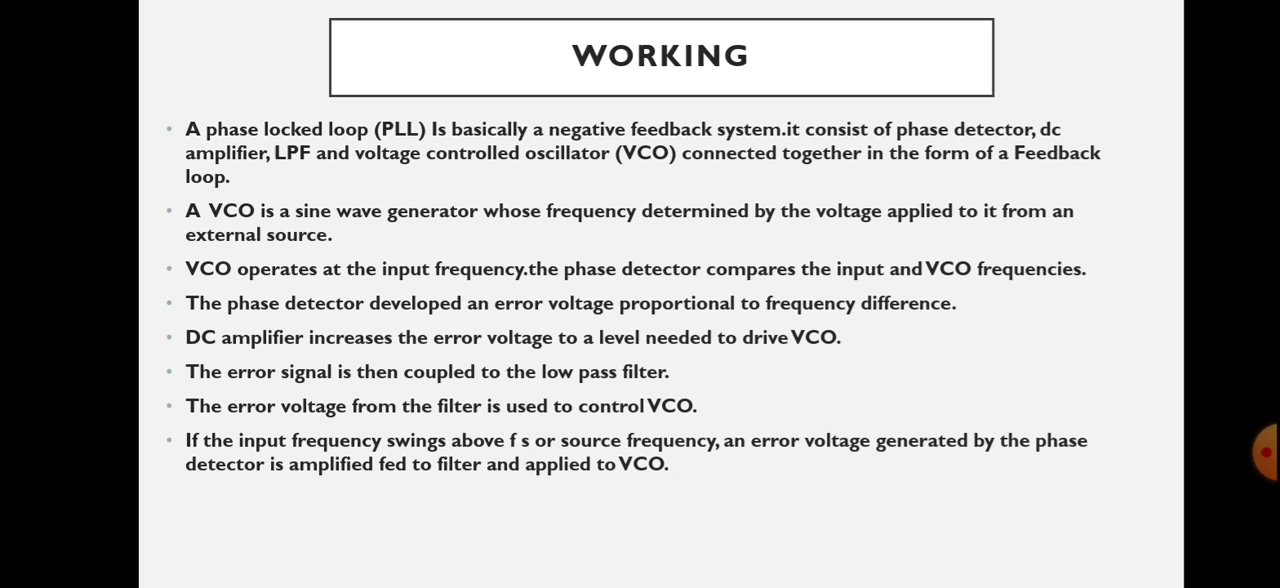 WORKING
• A phase locked loop (PLL) Is basically a negative feedback system.it consist of phase detector, dc
amplifier, LPF and voltage controlled oscillator (VCO) connected together in the form of a Feedback
loop.
• A VCO is a sine wave generator whose frequency determined by the voltage applied to it from an
external source.
• VCO operates at the input frequency.the phase detector compares the input and VCO frequencies.
• The phase detector developed an error voltage proportional to frequency difference.
• DC amplifier increases the error voltage to a level needed to drive VCO.
• The error signal is then coupled to the low pass filter.
• The error voltage from the filter is used to control VCO.
• If the input frequency swings above f s or source frequency, an error voltage generated by the phase
detector is amplified fed to filter and applied to VCO.